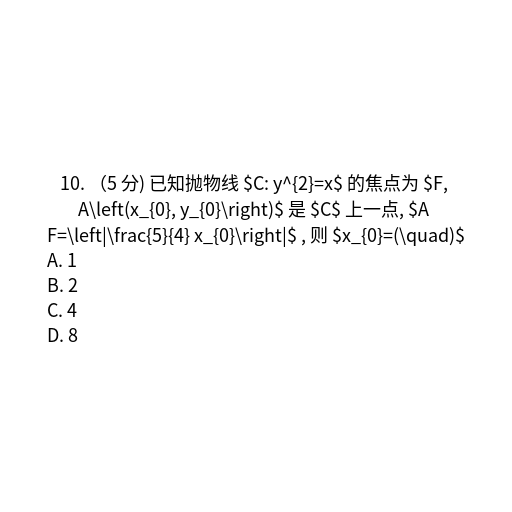 10. （5 分) 已知抛物线 $C: y^{2}=x$ 的焦点为 $F,
A\left(x_{0}, y_{0}\right)$ 是 $C$ 上一点, $A
F=\left|\frac{5}{4} x_{0}\right|$ , 则 $x_{0}=(\quad)$
A. 1
B. 2
C. 4
D. 8